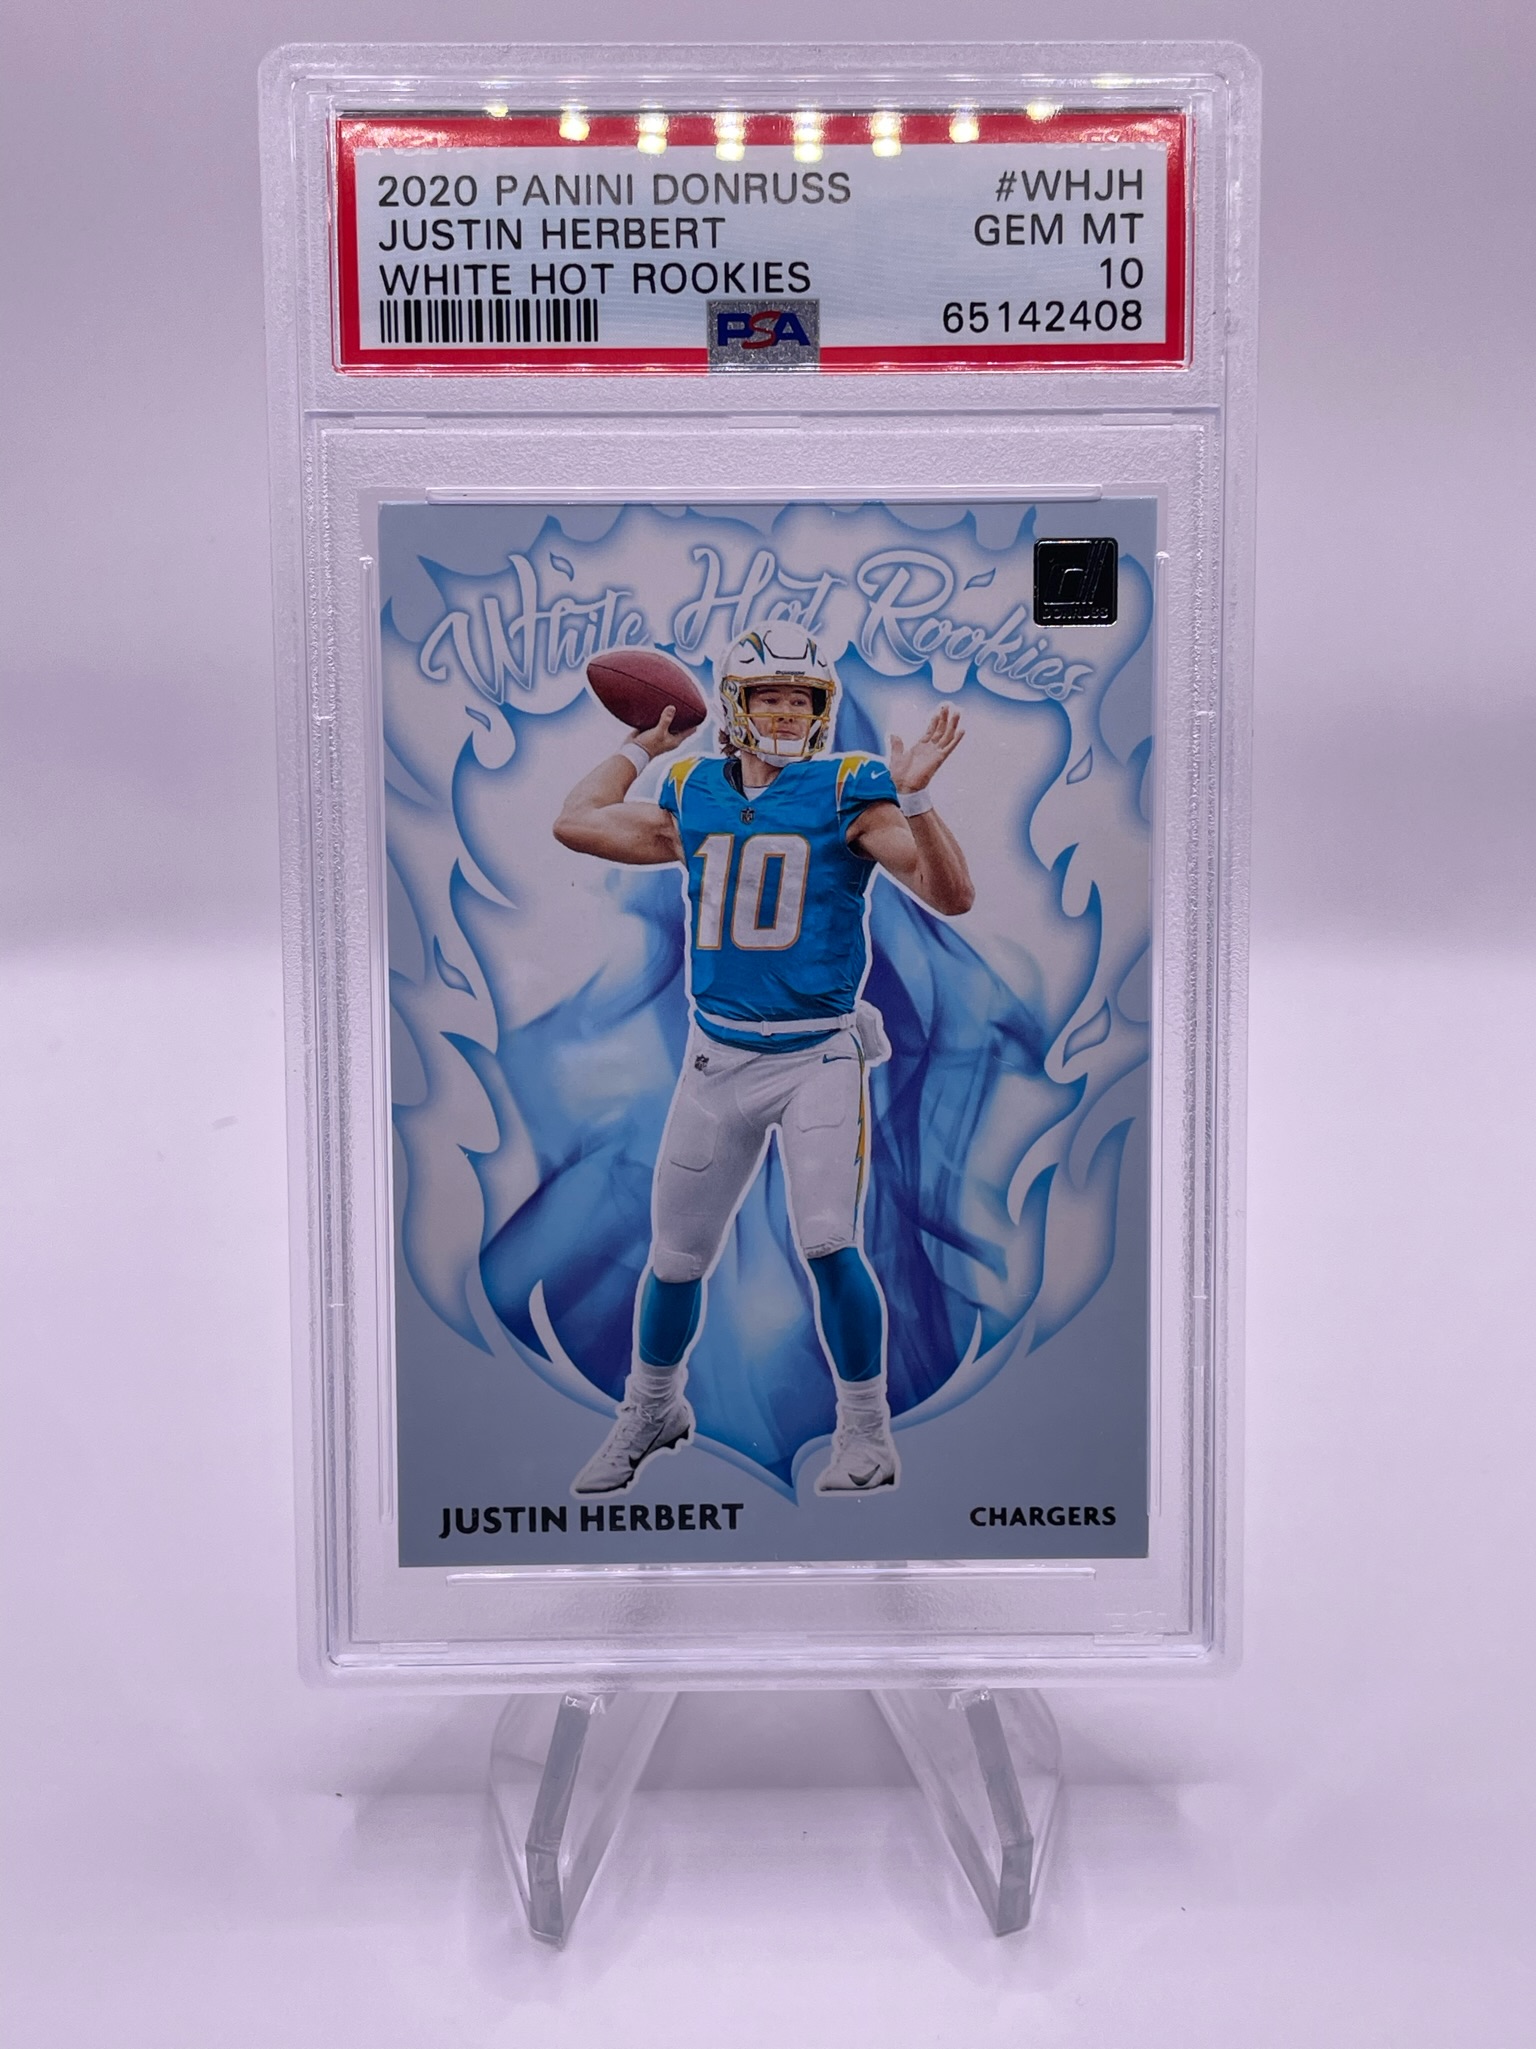 2020 PANINI DONRUSS #WHJH
JUSTIN HERBERT GEM MT
WHITE HOT ROOKIES 10
PSA 65142408
White Hot Rookies
DONRUSS
10
JUSTIN HERBERT CHARGERS